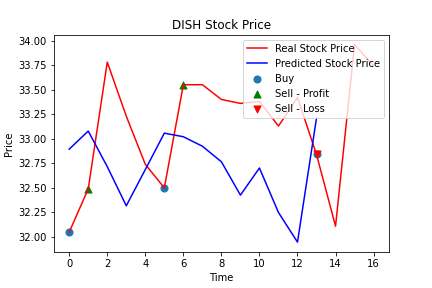 DISH Stock Price
34.00
33.75
33.50
33.25
33.00
32.75
32.50
32.25
32.00
Price
Real Stock Price
Predicted Stock Price
Buy
Sell - Profit
Sell - Loss
0 2 4 6 8 10 12 14 16
Time